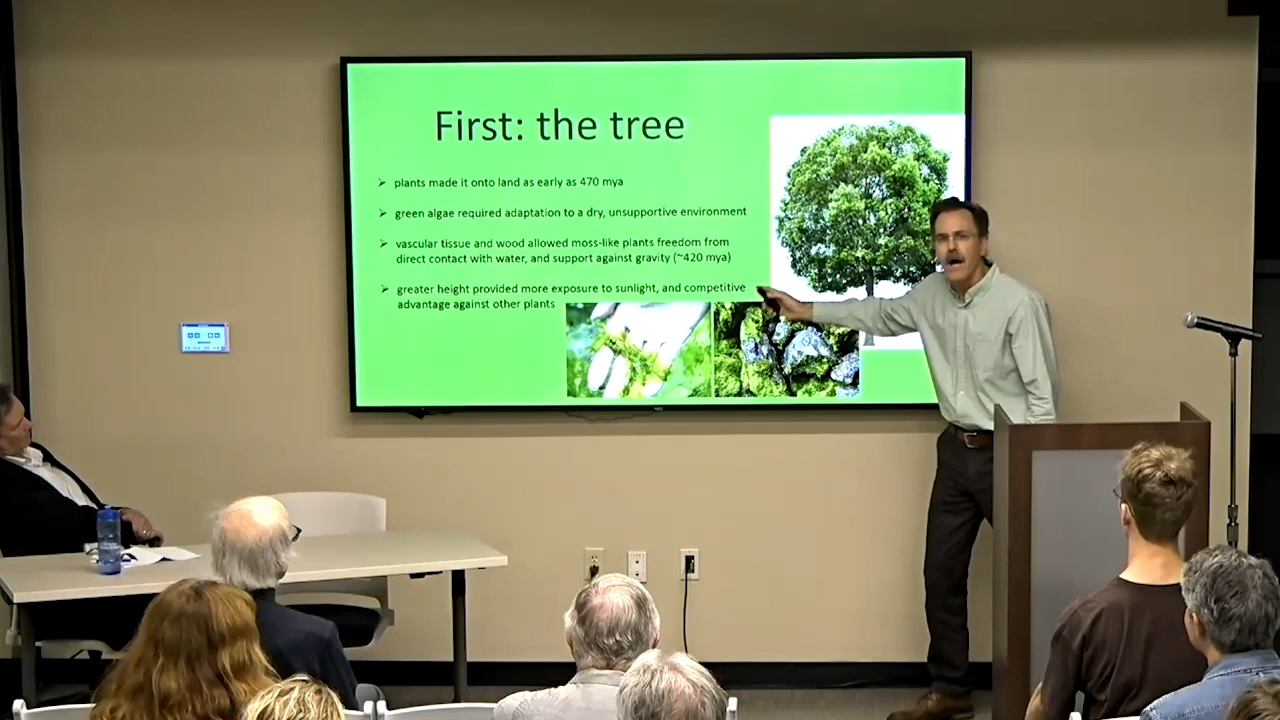 First: the tree
➢ plants made it onto land as early as 470 mya
➢ green algae required adaptation to a dry, unsupportive environment
➢ vascular tissue and wood allowed moss-like plants freedom from
direct contact with water, and support against gravity (~420 mya)
➢ greater height provided more exposure to sunlight, and competitive
advantage against other plants
NEC